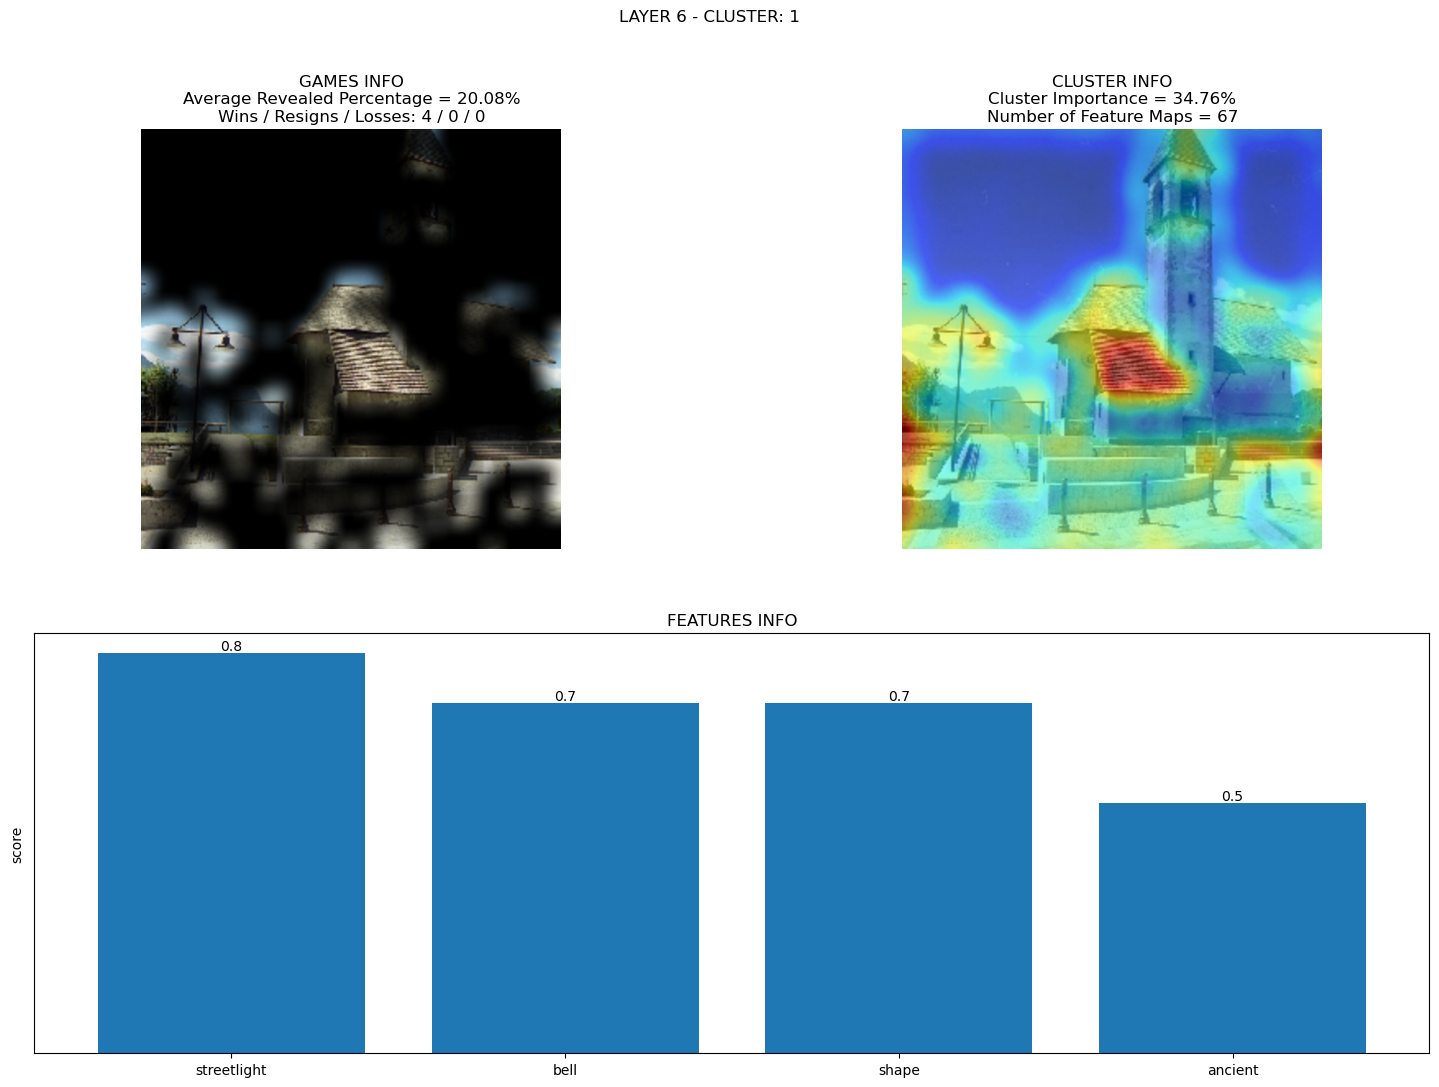 LAYER 6 - CLUSTER: 1
GAMES INFO
Average Revealed Percentage = 20.08%
Wins / Resigns / Losses: 4 / 0 / 0
CLUSTER INFO
Cluster Importance = 34.76%
Number of Feature Maps = 67
FEATURES INFO
score
0.8
0.7
0.7
0.5
streetlight
bell
shape
ancient